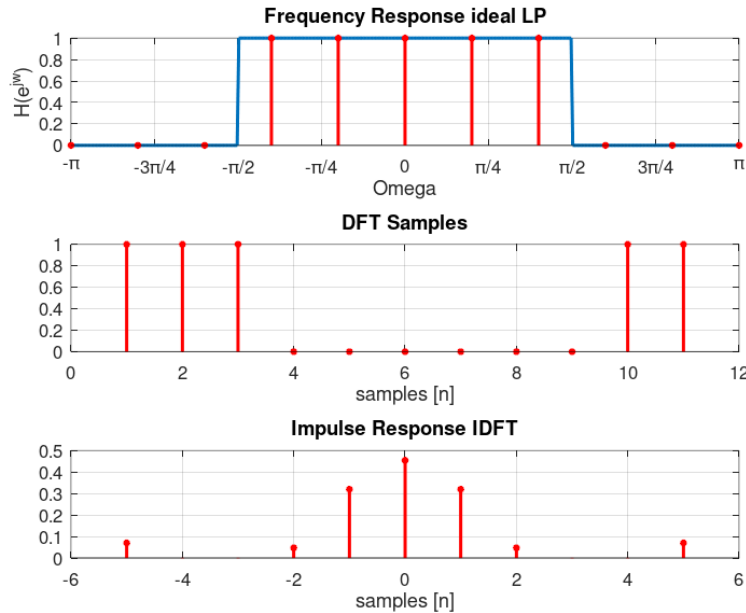 Frequency Response ideal LP
H(e^jw)
1
0.8
0.6
0.4
0.2
0
-π -3π/4 -π/2 -π/4 0 π/4 π/2 3π/4 π
Omega
DFT Samples
1
0.8
0.6
0.4
0.2
0
0 2 4 6 8 10 12
samples [n]
Impulse Response IDFT
0.5
0.4
0.3
0.2
0.1
0
-6 -4 -2 0 2 4 6
samples [n]